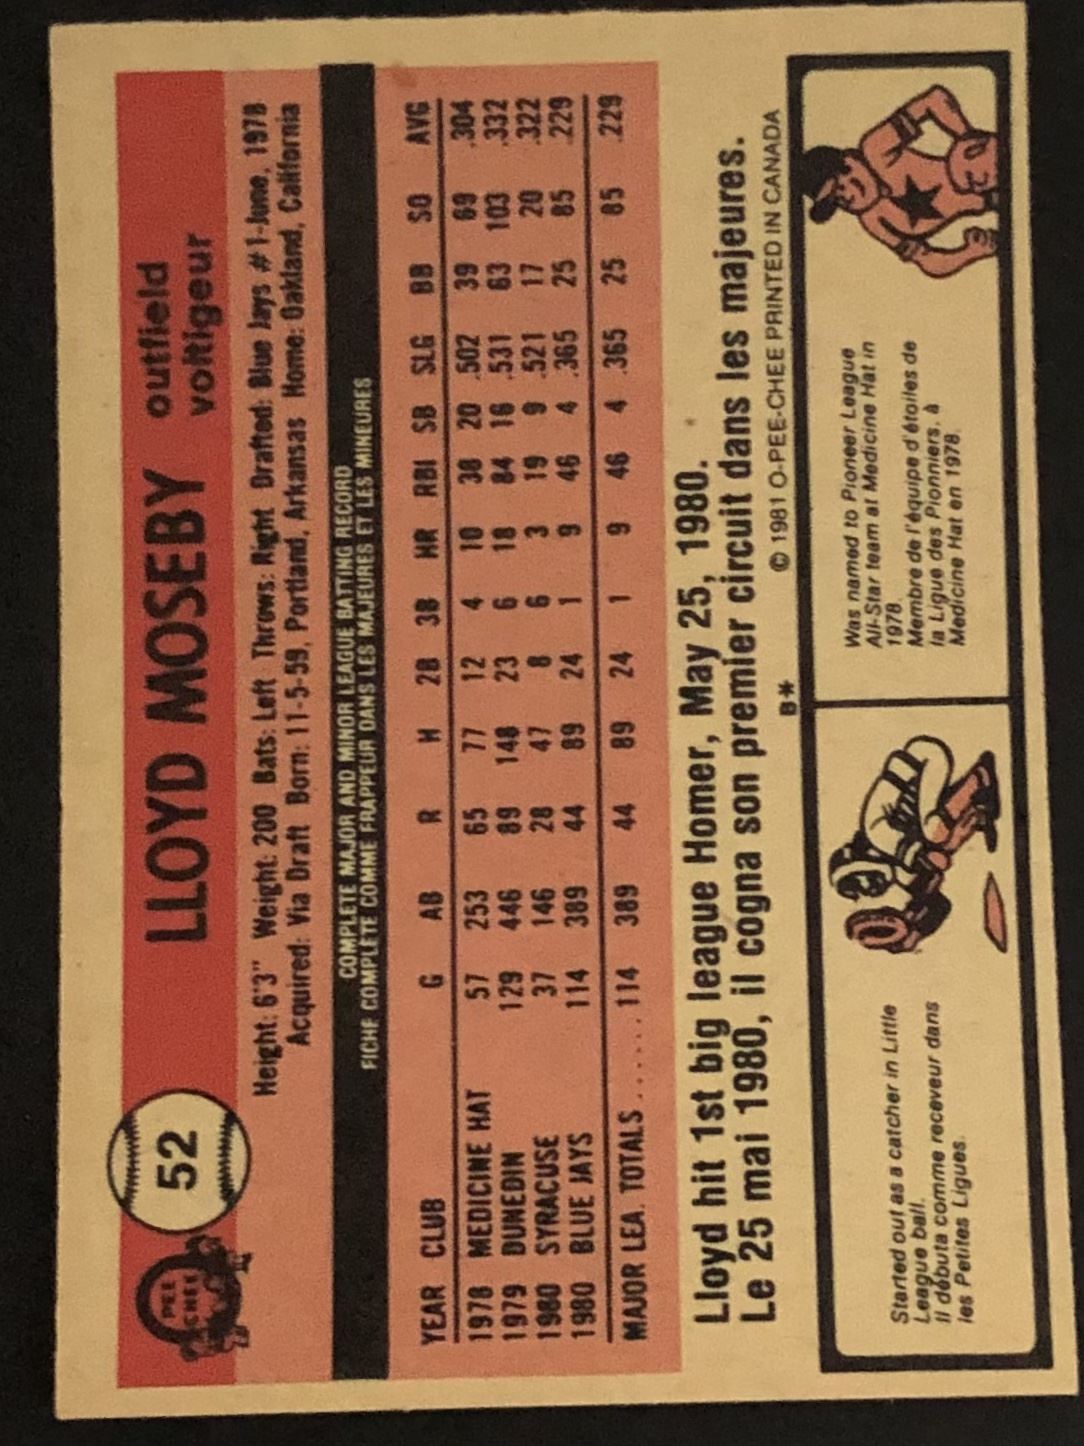 PEE
CHEE
52
LLOYD MOSEBY
outfield
voltigeur
Height: 6'3" Weight: 200 Bats: Left Throws: Right Drafted: Blue Jays #1-June, 1978
Acquired: Via Draft Born: 11-5-59, Portland, Arkansas Home: Oakland, California
COMPLETE MAJOR AND MINOR LEAGUE BATTING RECORD
FICHE COMPLÈTE COMME FRAPPEUR DANS LES MAJEURES ET LES MINEURES
YEAR CLUB G AB R H 2B 3B HR RBI SB SLG BB SO AVG
1978 MEDICINE HAT 57 253 65 77 12 4 10 38 20 .502 39 69 .304
1979 DUNEDIN 129 446 89 148 23 6 18 84 16 .531 63 103 .332
1980 SYRACUSE 37 146 28 47 8 6 3 19 9 .521 17 20 .322
1980 BLUE JAYS 114 389 44 89 24 1 9 46 4 .365 25 85 .229
MAJOR LEA. TOTALS ...... 114 389 44 89 24 1 9 46 4 .365 25 85 .229
Lloyd hit 1st big league Homer, May 25, 1980.
Le 25 mai 1980, il cogna son premier circuit dans les majeures.
B* © 1981 O-PEE-CHEE PRINTED IN CANADA
Started out as a catcher in Little
League ball.
Il débuta comme receveur dans
les Petites Ligues.
Was named to Pioneer League
All-Star team at Medicine Hat in
1978.
Membre de l'équipe d'étoiles de
la Ligue des Pionniers, à
Medicine Hat en 1978.